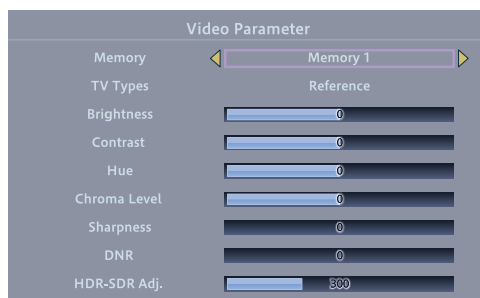 Video Parameter
Memory Memory 1
TV Types Reference
Brightness 0
Contrast 0
Hue 0
Chroma Level 0
Sharpness 0
DNR 0
HDR-SDR Adj. 300